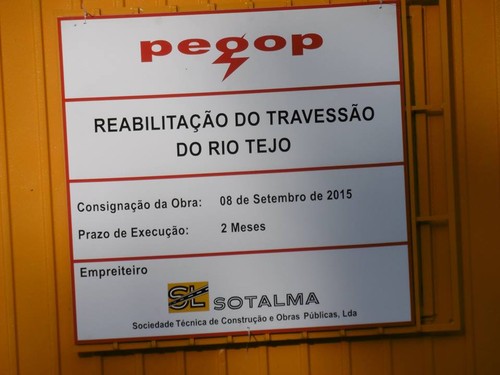 pegop
REABILITAÇÃO DO TRAVESSÃO
DO RIO TEJO
Consignação da Obra: 08 de Setembro de 2015
Prazo de Execução: 2 Meses
Empreiteiro
SL SOTALMA
Sociedade Técnica de Construção e Obras Públicas, Lda